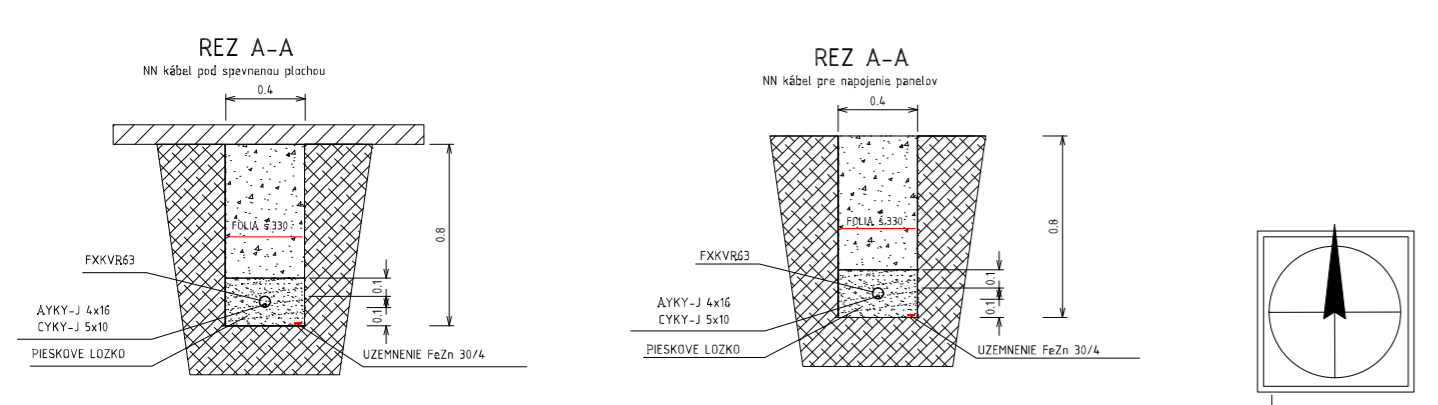 REZ A-A
NN kábel pod spevnenou plochou
0.4
FOLIA š.330
0.8
FXKVR63
0.1
AYKY-J 4x16
CYKY-J 5x10
0.1
PIESKOVE LOZKO
UZEMNENIE FeZn 30/4
REZ A-A
NN kábel pre napojenie panelov
0.4
FOLIA š.330
0.8
FXKVR63
0.1
AYKY-J 4x16
CYKY-J 5x10
0.1
PIESKOVE LOZKO
UZEMNENIE FeZn 30/4